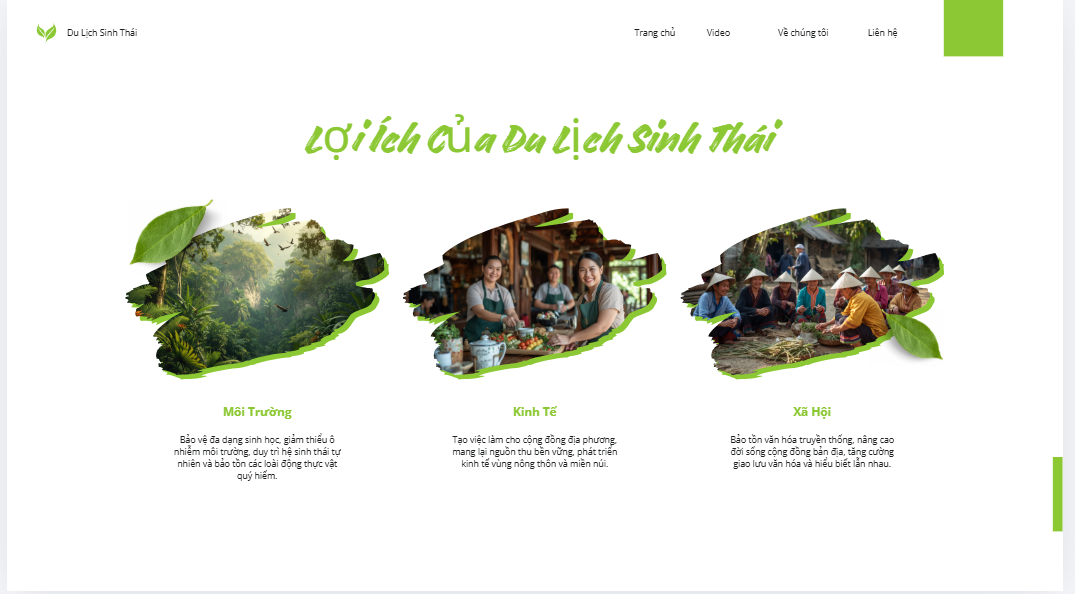 Du Lịch Sinh Thái
Trang chủ
Video
Về chúng tôi
Liên hệ
Lợi Ích Của Du Lịch Sinh Thái
Môi Trường
Bảo vệ đa dạng sinh học, giảm thiểu ô
nhiễm môi trường, duy trì hệ sinh thái tự
nhiên và bảo tồn các loài động thực vật
quý hiếm.
Kinh Tế
Tạo việc làm cho cộng đồng địa phương,
mang lại nguồn thu bền vững, phát triển
kinh tế vùng nông thôn và miền núi.
Xã Hội
Bảo tồn văn hóa truyền thống, nâng cao
đời sống cộng đồng bản địa, tăng cường
giao lưu văn hóa và hiểu biết lẫn nhau.